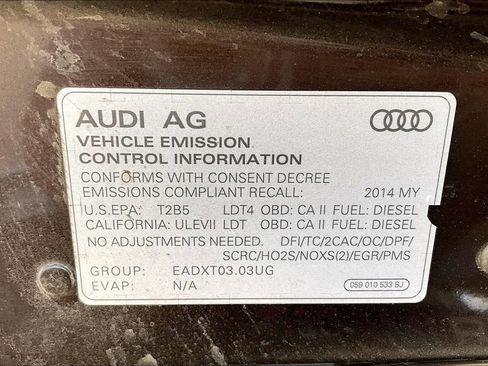 AUDI AG
VEHICLE EMISSION
CONTROL INFORMATION
CONFORMS WITH CONSENT DECREE
EMISSIONS COMPLIANT RECALL: 2014 MY
U.S.EPA: T2B5 LDT4 OBD: CA II FUEL: DIESEL
CALIFORNIA: ULEVII LDT OBD: CA II FUEL: DIESEL
NO ADJUSTMENTS NEEDED. DFI/TC/2CAC/OC/DPF/
SCRC/HO2S/NOXS(2)/EGR/PMS
GROUP: EADXT03.03UG
EVAP: N/A
059 010 533 BJ